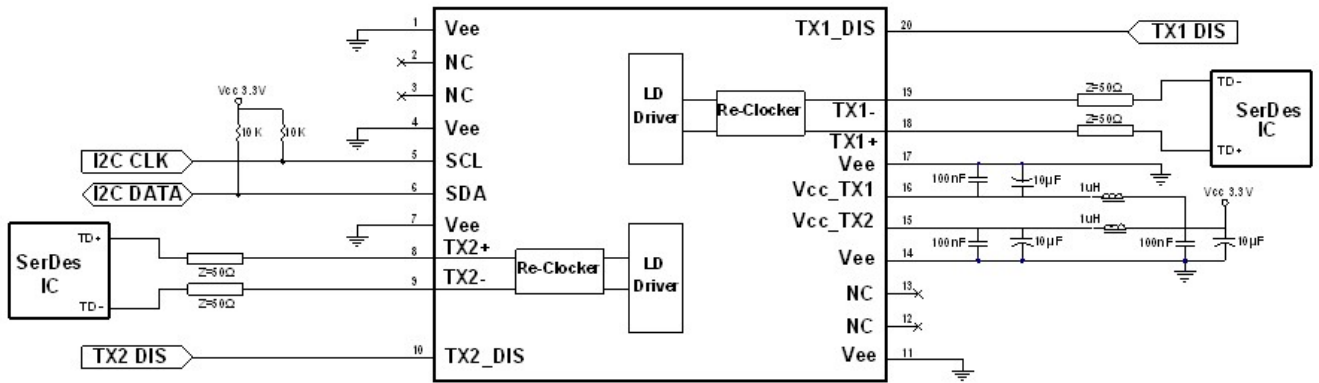 1
Vee
2
NC
3
NC
4
Vee
5
SCL
6
SDA
7
Vee
8
TX2+
9
TX2-
10
TX2_DIS
Vcc 3.3V
10K
10K
I2C CLK
I2C DATA
SerDes
IC
TD+
TD-
Z=50Ω
Z=50Ω
TX2 DIS
LD
Driver
Re-Clocker
Re-Clocker
LD
Driver
TX1_DIS
20
TX1 DIS
19
TX1-
18
TX1+
Z=50Ω
Z=50Ω
TD-
SerDes
IC
TD+
Vee
17
100nF
10µF
Vcc_TX1
16
1uH
Vcc 3.3V
Vcc_TX2
15
1uH
100nF
10µF
100nF
10µF
Vee
14
NC
13
NC
12
Vee
11